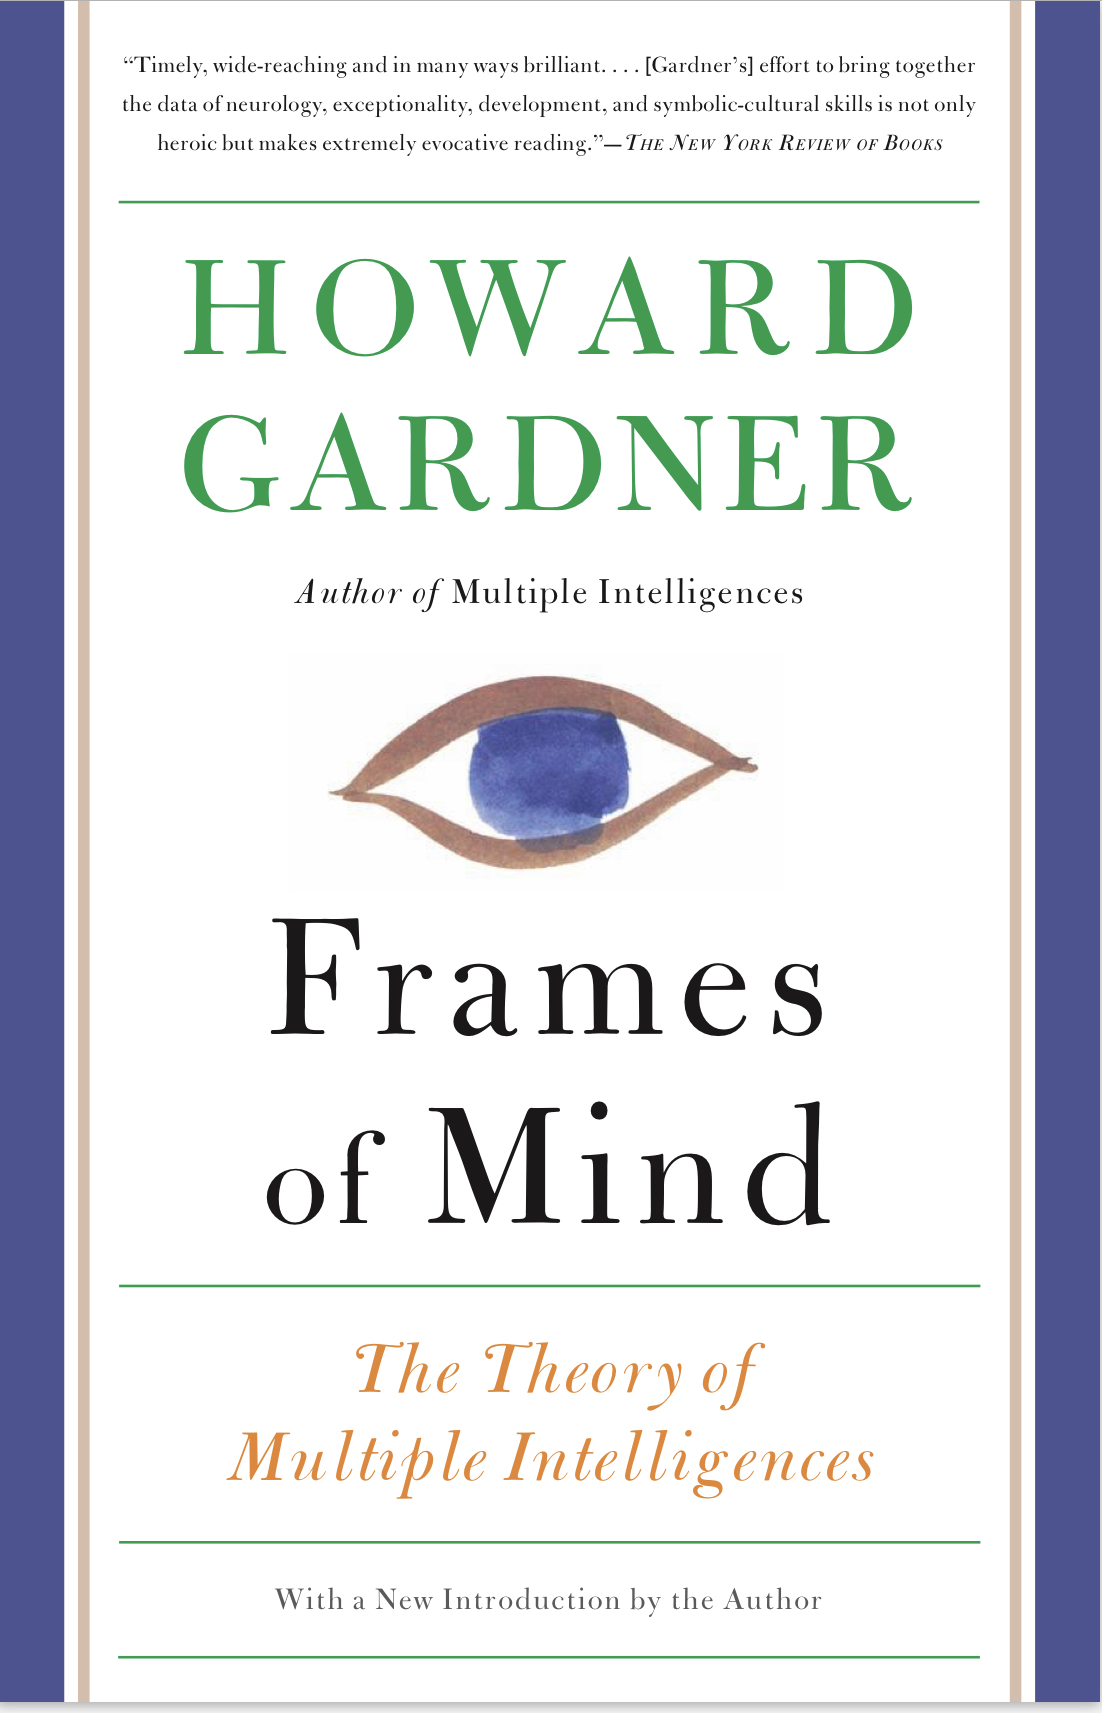 “Timely, wide-reaching and in many ways brilliant. . . . [Gardner’s] effort to bring together
the data of neurology, exceptionality, development, and symbolic-cultural skills is not only
heroic but makes extremely evocative reading.”—THE NEW YORK REVIEW OF BOOKS
HOWARD
GARDNER
Author of Multiple Intelligences
Frames
of Mind
The Theory of
Multiple Intelligences
With a New Introduction by the Author